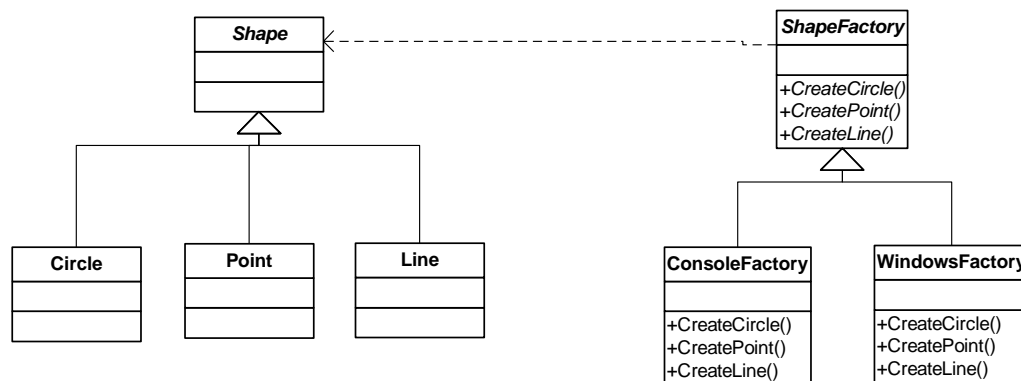 Shape
ShapeFactory
+CreateCircle()
+CreatePoint()
+CreateLine()
Circle
Point
Line
ConsoleFactory
+CreateCircle()
+CreatePoint()
+CreateLine()
WindowsFactory
+CreateCircle()
+CreatePoint()
+CreateLine()